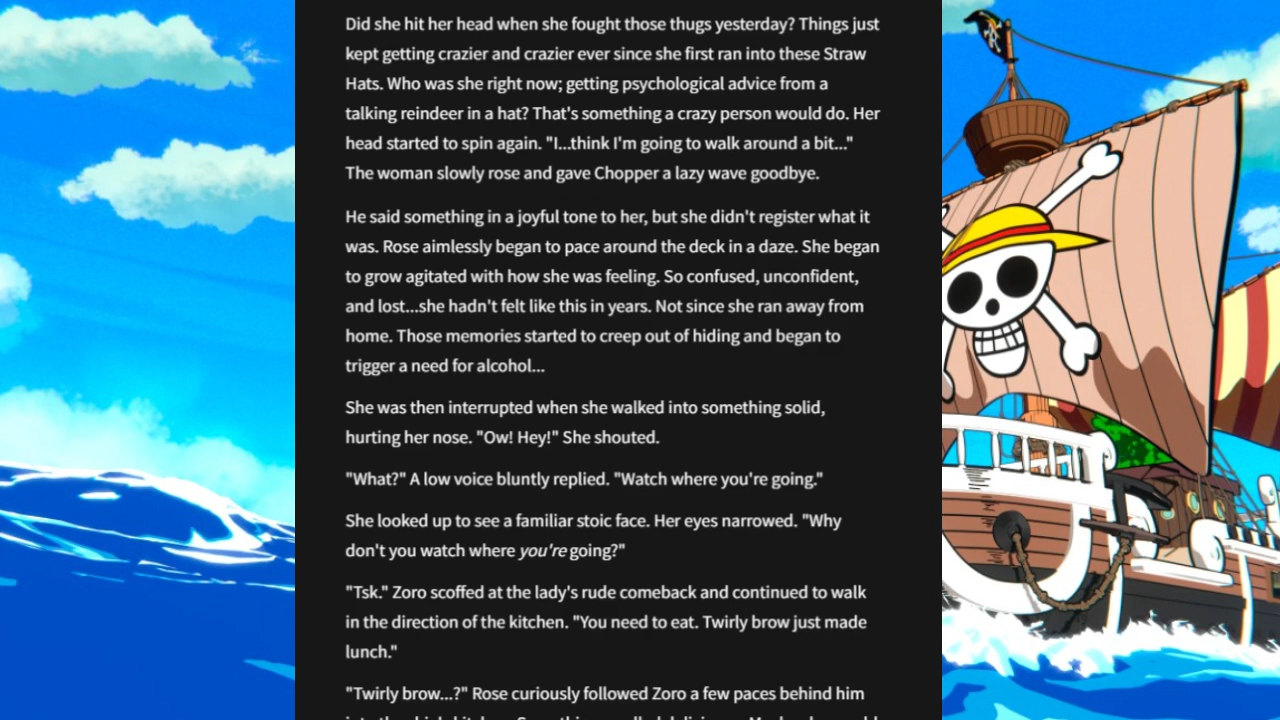 Did she hit her head when she fought those thugs yesterday? Things just
kept getting crazier and crazier ever since she first ran into these Straw
Hats. Who was she right now; getting psychological advice from a
talking reindeer in a hat? That's something a crazy person would do. Her
head started to spin again. "I...think I'm going to walk around a bit..."
The woman slowly rose and gave Chopper a lazy wave goodbye.
He said something in a joyful tone to her, but she didn't register what it
was. Rose aimlessly began to pace around the deck in a daze. She began
to grow agitated with how she was feeling. So confused, unconfident,
and lost...she hadn't felt like this in years. Not since she ran away from
home. Those memories started to creep out of hiding and began to
trigger a need for alcohol...
She was then interrupted when she walked into something solid,
hurting her nose. "Ow! Hey!" She shouted.
"What?" A low voice bluntly replied. "Watch where you're going."
She looked up to see a familiar stoic face. Her eyes narrowed. "Why
don't you watch where you're going?"
"Tsk." Zoro scoffed at the lady's rude comeback and continued to walk
in the direction of the kitchen. "You need to eat. Twirly brow just made
lunch."
"Twirly brow...?" Rose curiously followed Zoro a few paces behind him